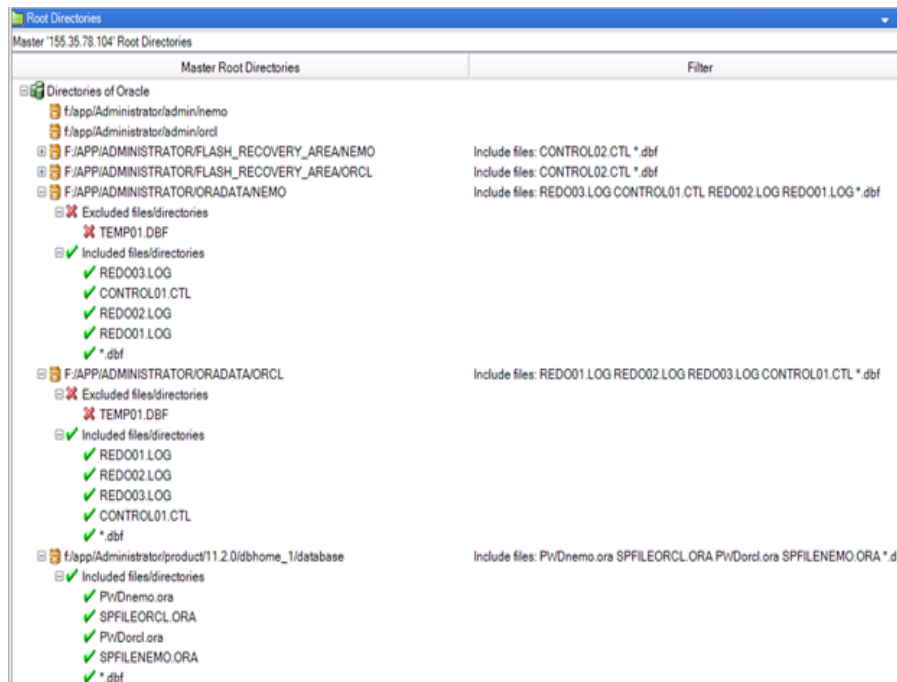 Root Directories
Master '155.35.78.104' Root Directories
Master Root Directories Filter
Directories of Oracle
f:/app/Administrator/admin/nemo
f:/app/Administrator/admin/orcl
F:/APP/ADMINISTRATOR/FLASH_RECOVERY_AREA/NEMO Include files: CONTROL02.CTL *.dbf
F:/APP/ADMINISTRATOR/FLASH_RECOVERY_AREA/ORCL Include files: CONTROL02.CTL *.dbf
F:/APP/ADMINISTRATOR/ORADATA/NEMO Include files: REDO03.LOG CONTROL01.CTL REDO02.LOG REDO01.LOG *.dbf
Excluded files/directories
TEMP01.DBF
Included files/directories
REDO03.LOG
CONTROL01.CTL
REDO02.LOG
REDO01.LOG
*.dbf
F:/APP/ADMINISTRATOR/ORADATA/ORCL Include files: REDO01.LOG REDO02.LOG REDO03.LOG CONTROL01.CTL *.dbf
Excluded files/directories
TEMP01.DBF
Included files/directories
REDO01.LOG
REDO02.LOG
REDO03.LOG
CONTROL01.CTL
*.dbf
f:/app/Administrator/product/11.2.0/dbhome_1/database Include files: PWDnemo.ora SPFILEORCL.ORA PWDorcl.ora SPFILENEMO.ORA *.d
Included files/directories
PWDnemo.ora
SPFILEORCL.ORA
PWDorcl.ora
SPFILENEMO.ORA
*.dbf